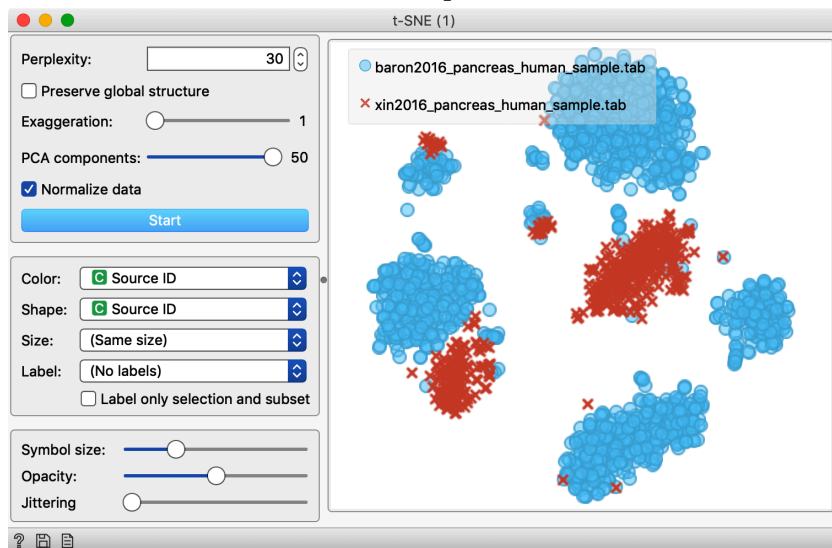 t-SNE (1)
Perplexity: 30
Preserve global structure
Exaggeration: 1
PCA components: 50
Normalize data
Start
Color: C Source ID
Shape: C Source ID
Size: (Same size)
Label: (No labels)
Label only selection and subset
Symbol size:
Opacity:
Jittering
?
baron2016_pancreas_human_sample.tab
xin2016_pancreas_human_sample.tab